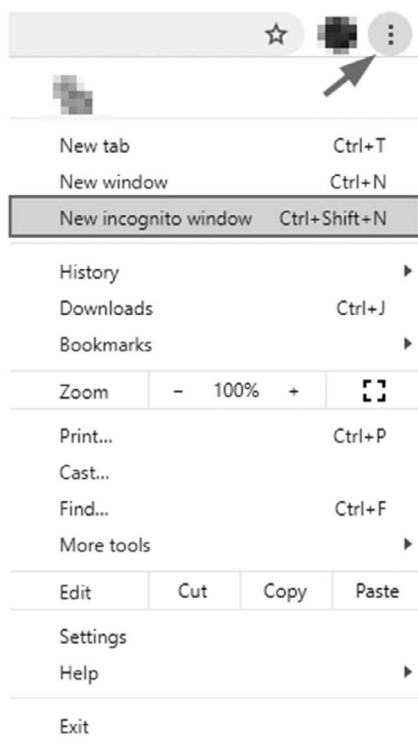 New tab Ctrl+T
New window Ctrl+N
New incognito window Ctrl+Shift+N
History
Downloads Ctrl+J
Bookmarks
Zoom - 100% +
Print... Ctrl+P
Cast...
Find... Ctrl+F
More tools
Edit Cut Copy Paste
Settings
Help
Exit